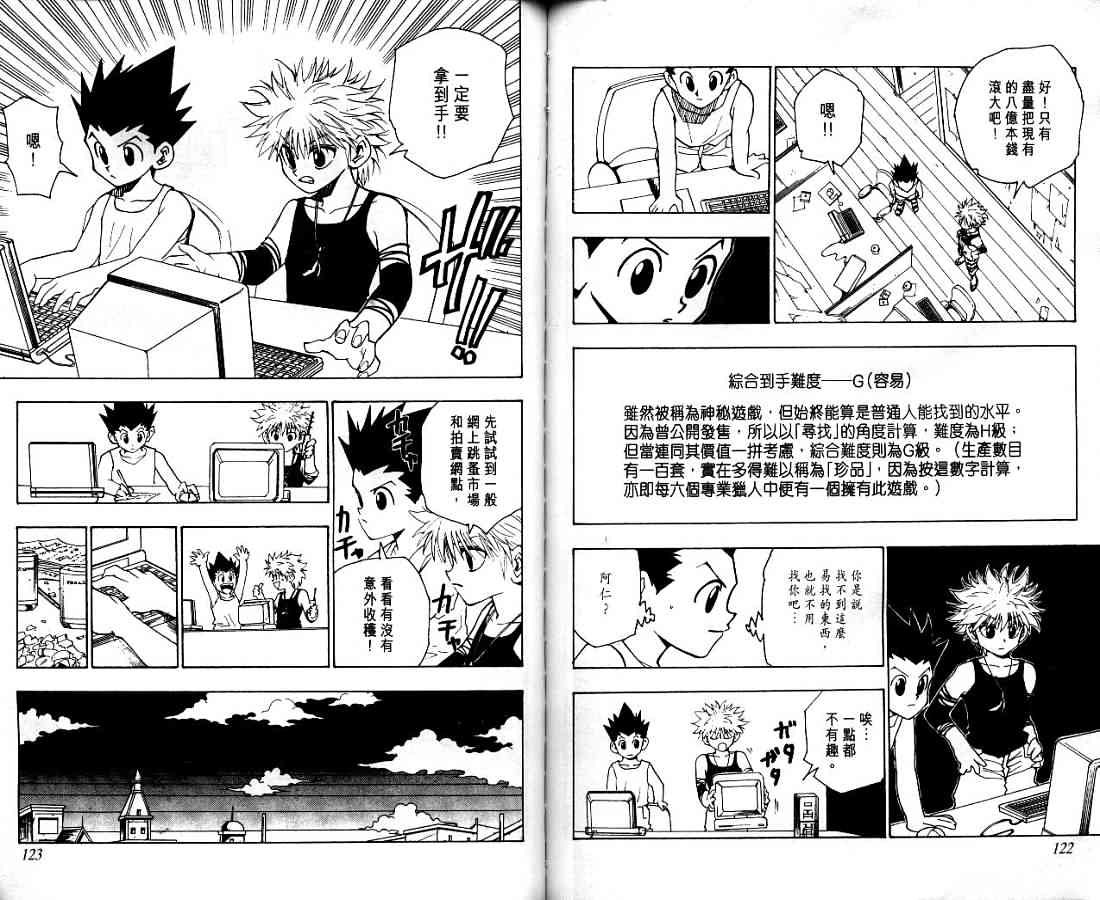 好！只有
盡量把現有
的八億本錢
滾大吧！
嗯!!
綜合到手難度──G（容易）
雖然被稱為神秘遊戲，但始終能算是普通人能找到的水平。
因為曾公開發售，所以以「尋找」的角度計算，難度為H級；
但當連同其價值一拼考慮，綜合難度則為G級。（生產數目
有一百套，實在多得難以稱為「珍品」，因為按這數字計算，
亦即每六個專業獵人中便有一個擁有此遊戲。）
你是說
找不到這麼
易找的東西，
也就不用
找你吧…
阿仁？
唉…
一點都
不有趣。
ガタ
ガタ
122
一定要
拿到手!!
嗯！
先試試到一般
網上跳蚤市場
和拍賣網點，
看看有沒有
意外收穫！
カチャ
カチャ
123